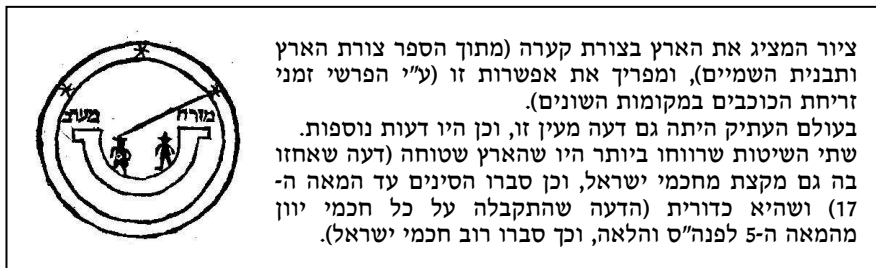 ציור המציג את הארץ בצורת קערה (מתוך הספר צורת הארץ
ותבנית השמיים), ומפריך את אפשרות זו (ע"י הפרשי זמני
זריחת הכוכבים במקומות השונים).
בעולם העתיק היתה גם דעה מעין זו, וכן היו דעות נוספות.
שתי השיטות שרווחו ביותר היו שהארץ שטוחה (דעה שאחזו
בה גם מקצת מחכמי ישראל, וכן סברו הסינים עד המאה ה-
17) ושהיא כדורית (הדעה שהתקבלה על כל חכמי יוון
מהמאה ה-5 לפנה"ס והלאה, וכך סברו רוב חכמי ישראל).
מזרח
מערב